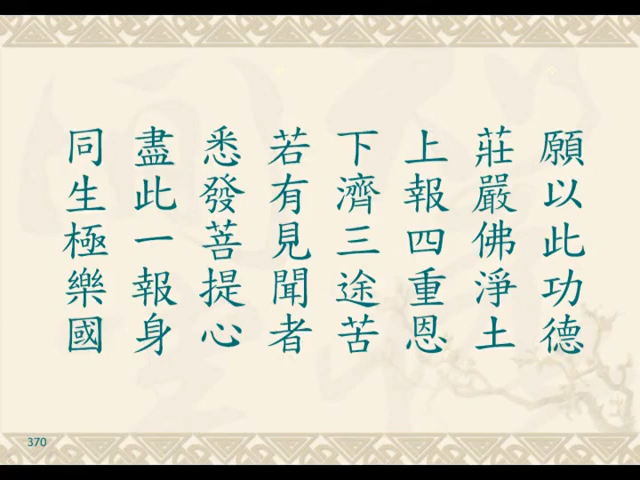 願以此功德
莊嚴佛淨土
上報四重恩
下濟三途苦
若有見聞者
悉發菩提心
盡此一報身
同生極樂國
370